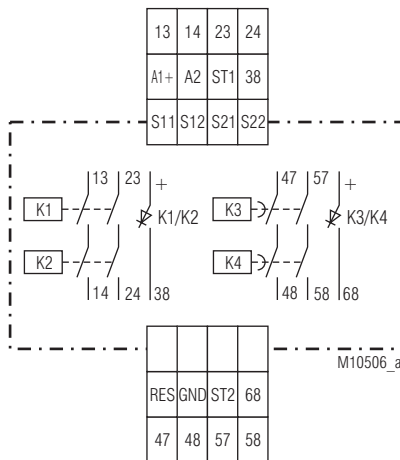 13 14 23 24
A1+ A2 ST1 38
S11 S12 S21 S22
13 23 + 47 57 +
K1 K1/K2 K3 K3/K4
K2 K4
14 24 38 48 58 68
M10506_a
RES GND ST2 68
47 48 57 58